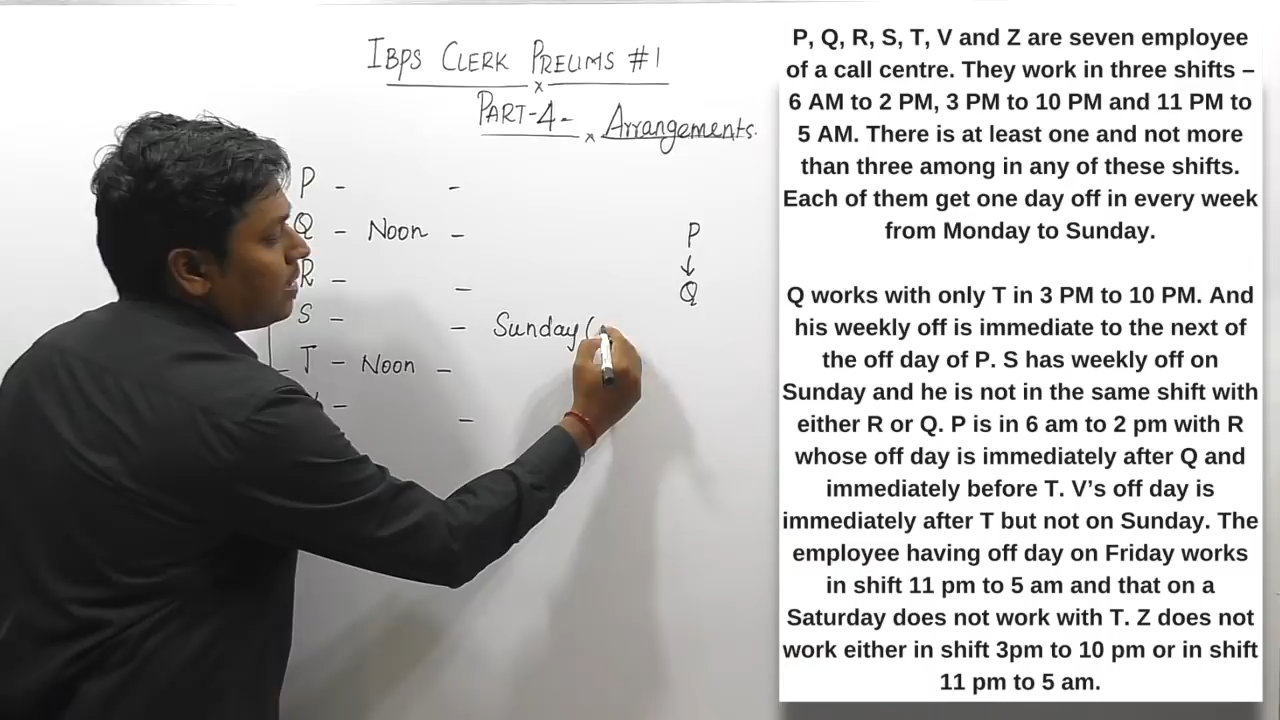 IBPS CLERK PRELIMS #1
PART-4- ARRANGEMENTS.
P -          -
Q - Noon -
R -          -
S -          - Sunday (
T - Noon -
-          -
P
↓
Q
P, Q, R, S, T, V and Z are seven employee
of a call centre. They work in three shifts –
6 AM to 2 PM, 3 PM to 10 PM and 11 PM to
5 AM. There is at least one and not more
than three among in any of these shifts.
Each of them get one day off in every week
from Monday to Sunday.
Q works with only T in 3 PM to 10 PM. And
his weekly off is immediate to the next of
the off day of P. S has weekly off on
Sunday and he is not in the same shift with
either R or Q. P is in 6 am to 2 pm with R
whose off day is immediately after Q and
immediately before T. V’s off day is
immediately after T but not on Sunday. The
employee having off day on Friday works
in shift 11 pm to 5 am and that on a
Saturday does not work with T. Z does not
work either in shift 3pm to 10 pm or in shift
11 pm to 5 am.